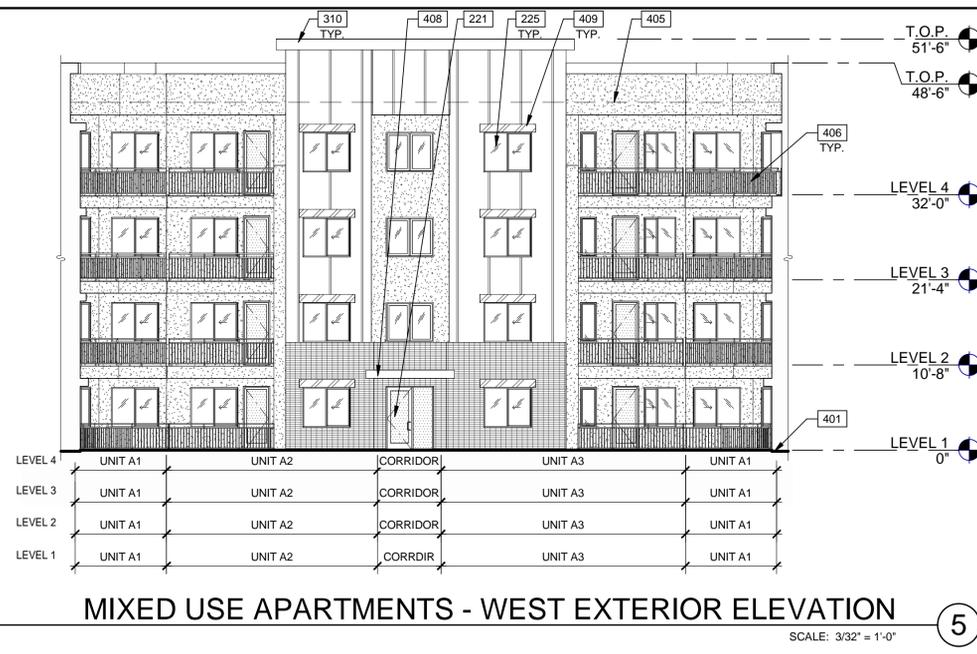 310
TYP.
408
221
225
TYP.
409
TYP.
405
T.O.P.
51'-6"
T.O.P.
48'-6"
406
TYP.
LEVEL 4
32'-0"
LEVEL 3
21'-4"
LEVEL 2
10'-8"
401
LEVEL 1
0"
LEVEL 4 UNIT A1 UNIT A2 CORRIDOR UNIT A3 UNIT A1
LEVEL 3 UNIT A1 UNIT A2 CORRIDOR UNIT A3 UNIT A1
LEVEL 2 UNIT A1 UNIT A2 CORRIDOR UNIT A3 UNIT A1
LEVEL 1 UNIT A1 UNIT A2 CORRDIR UNIT A3 UNIT A1
MIXED USE APARTMENTS - WEST EXTERIOR ELEVATION
5
SCALE: 3/32" = 1'-0"